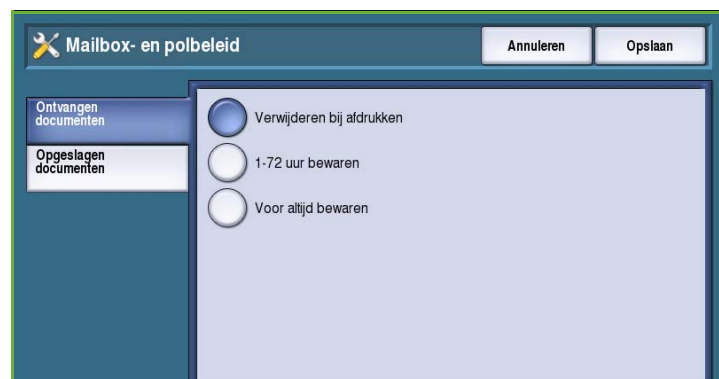 Mailbox- en polbeleid
Annuleren
Opslaan
Ontvangen
documenten
Opgeslagen
documenten
Verwijderen bij afdrukken
1-72 uur bewaren
Voor altijd bewaren